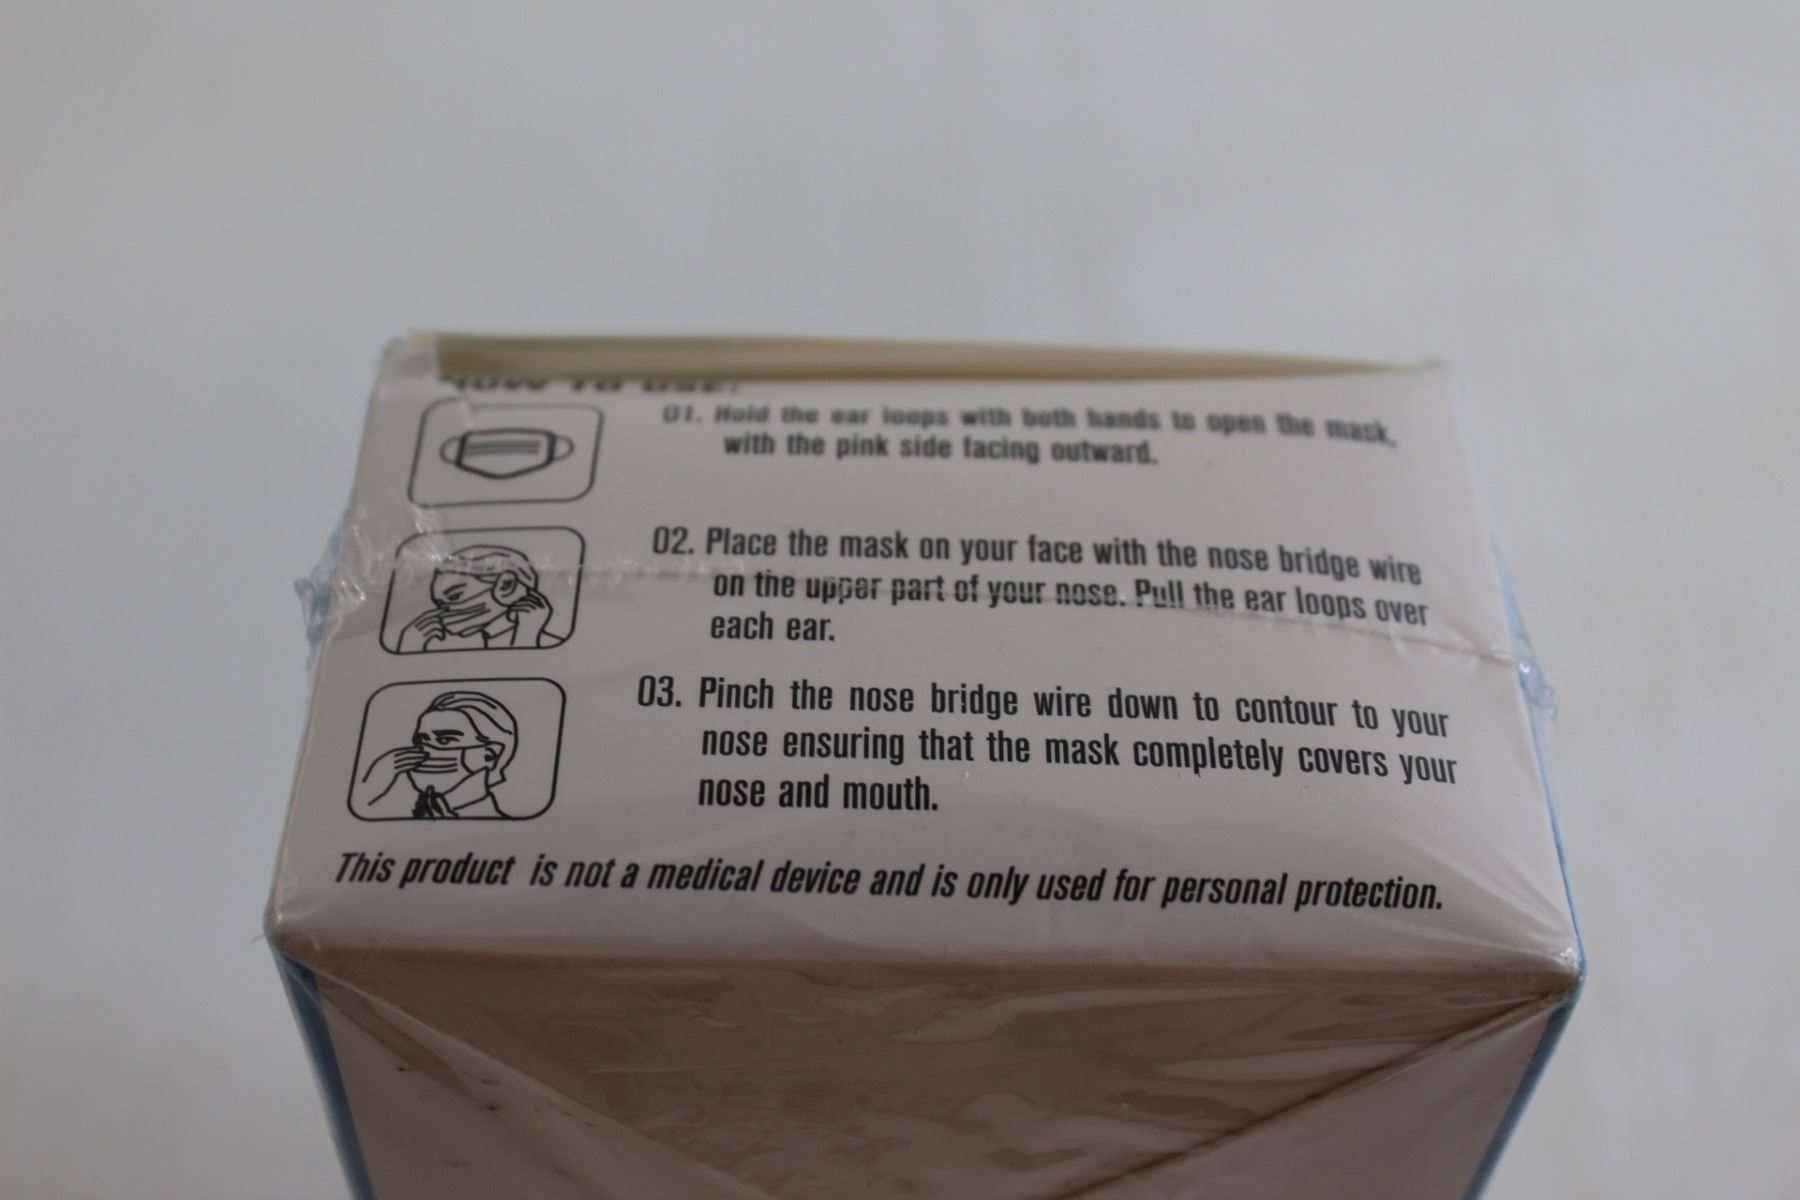 HOW TO USE:
01. Hold the ear loops with both hands to open the mask,
with the pink side facing outward.
02. Place the mask on your face with the nose bridge wire
on the upper part of your nose. Pull the ear loops over
each ear.
03. Pinch the nose bridge wire down to contour to your
nose ensuring that the mask completely covers your
nose and mouth.
This product is not a medical device and is only used for personal protection.